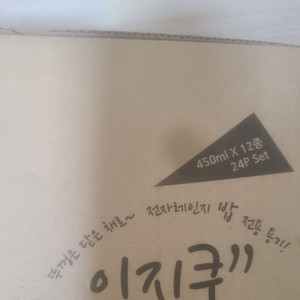 450ml X 12종
24P Set
뚜껑을 닫은 채로~ 전자레인지 밥 전용 용기!
이지쿡"